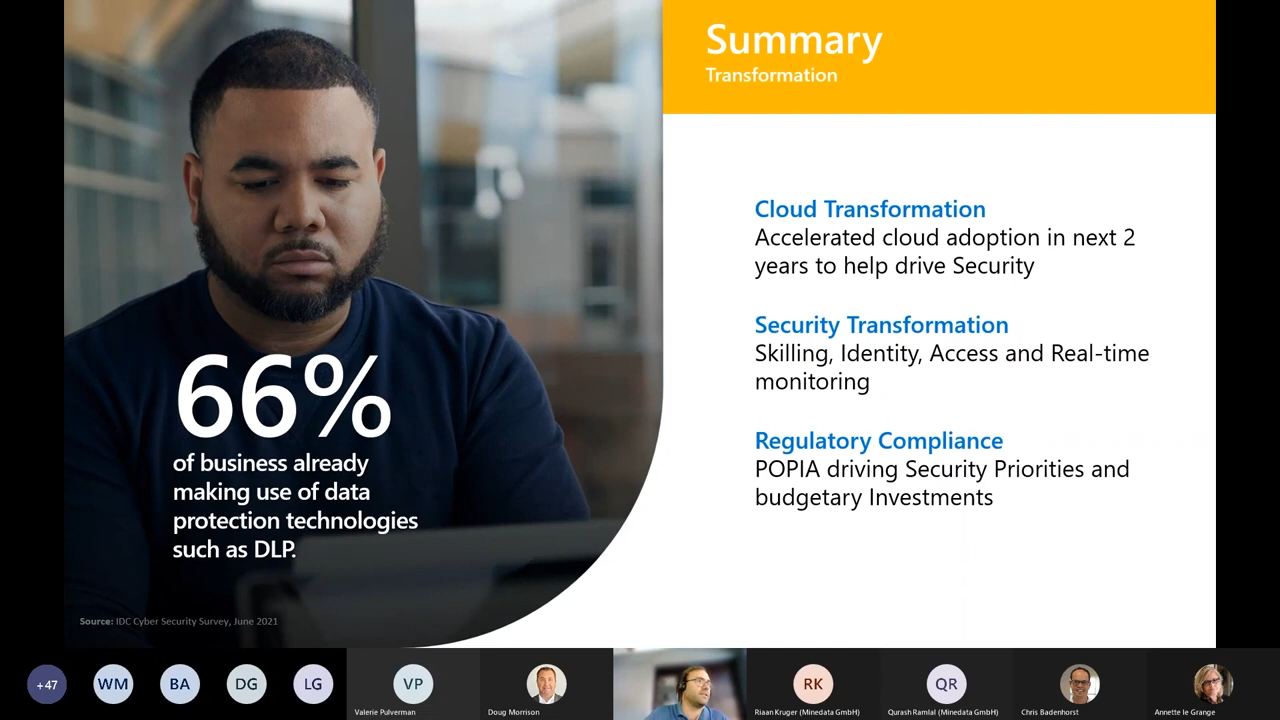 Summary
Transformation
Cloud Transformation
Accelerated cloud adoption in next 2
years to help drive Security
Security Transformation
Skilling, Identity, Access and Real-time
monitoring
Regulatory Compliance
POPIA driving Security Priorities and
budgetary Investments
66%
of business already
making use of data
protection technologies
such as DLP.
Source: IDC Cyber Security Survey, June 2021
+47
WM
BA
DG
LG
VP
Valerie Pulverman
Doug Morrison
RK
Riaan Kruger (Minedata GmbH)
QR
Qurash Ramlal (Minedata GmbH)
Chris Badenhorst
Annette le Grange